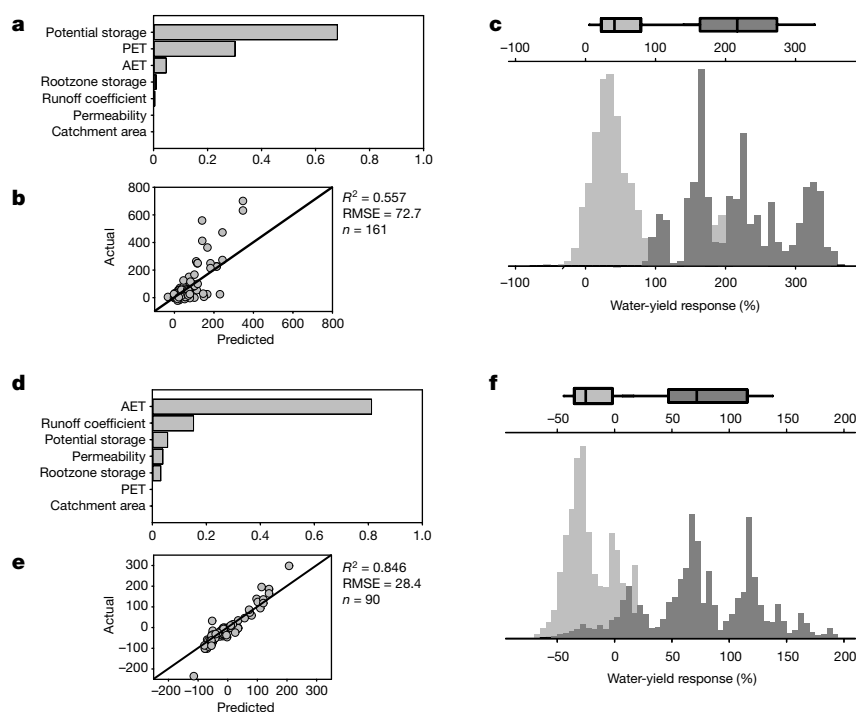 a
Potential storage
PET
AET
Rootzone storage
Runoff coefficient
Permeability
Catchment area
0 0.2 0.4 0.6 0.8 1.0
b
800
600
400
200
0
Actual
0 200 400 600 800
Predicted
R² = 0.557
RMSE = 72.7
n = 161
c
−100 0 100 200 300
−100 0 100 200 300
Water-yield response (%)
d
AET
Runoff coefficient
Potential storage
Permeability
Rootzone storage
PET
Catchment area
0 0.2 0.4 0.6 0.8 1.0
e
300
200
100
0
−100
−200
Actual
−200 −100 0 100 200 300
Predicted
R² = 0.846
RMSE = 28.4
n = 90
f
−50 0 50 100 150 200
−50 0 50 100 150 200
Water-yield response (%)